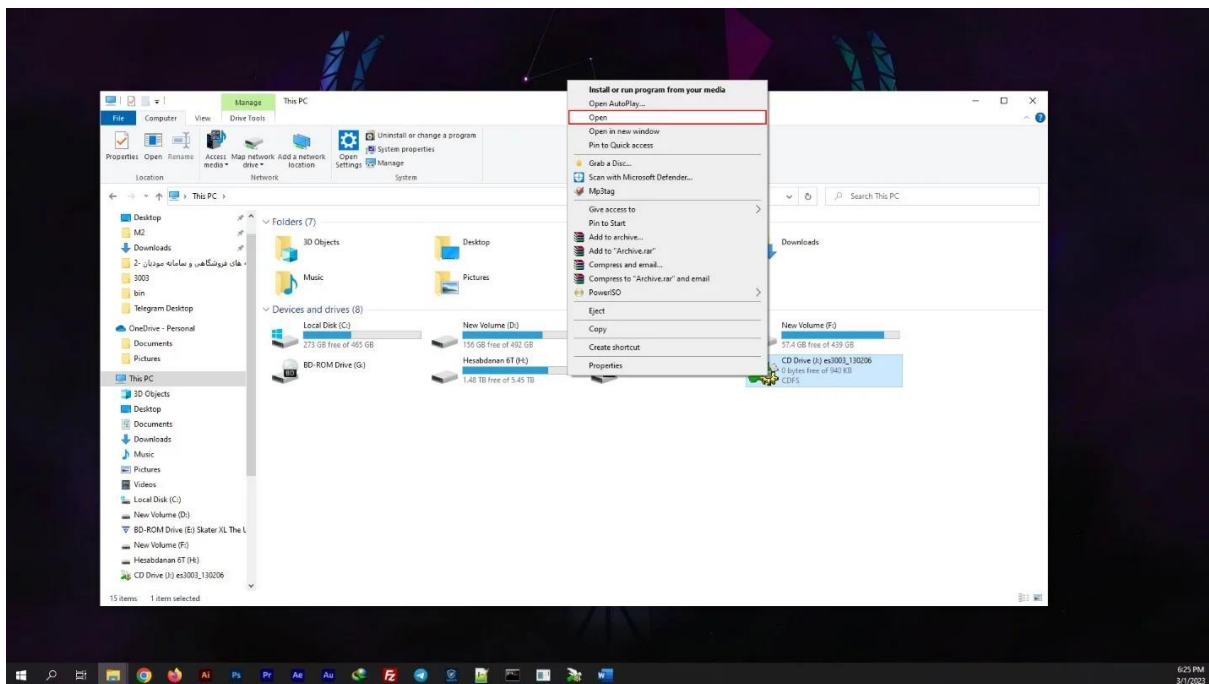 Manage
This PC
File
Computer
View
Drive Tools
Properties
Open
Rename
Access media
Map network drive
Add a network location
Open Settings
Uninstall or change a program
System properties
Manage
Location
Network
System
This PC
Search This PC
Desktop
M2
Downloads
ه های فروشگاهی و سامانه مودیان -2
3003
bin
Telegram Desktop
OneDrive - Personal
Documents
Pictures
This PC
3D Objects
Desktop
Documents
Downloads
Music
Pictures
Videos
Local Disk (C:)
New Volume (D:)
BD-ROM Drive (E:) Skater XL The U
New Volume (F:)
Hesabdanan 6T (H:)
CD Drive (J:) es3003_130206
Folders (7)
3D Objects
Desktop
Downloads
Music
Pictures
Devices and drives (8)
Local Disk (C:)
273 GB free of 465 GB
New Volume (D:)
156 GB free of 492 GB
New Volume (F:)
57.4 GB free of 439 GB
BD-ROM Drive (G:)
Hesabdanan 6T (H:)
1.48 TB free of 5.45 TB
CD Drive (J:) es3003_130206
0 bytes free of 940 KB
CDFS
Install or run program from your media
Open AutoPlay...
Open
Open in new window
Pin to Quick access
Grab a Disc...
Scan with Microsoft Defender...
Mp3tag
Give access to
Pin to Start
Add to archive...
Add to "Archive.rar"
Compress and email...
Compress to "Archive.rar" and email
PowerISO
Eject
Copy
Create shortcut
Properties
15 items
1 item selected
Ai
Ps
Pr
Ae
Au
6:25 PM
3/1/2023